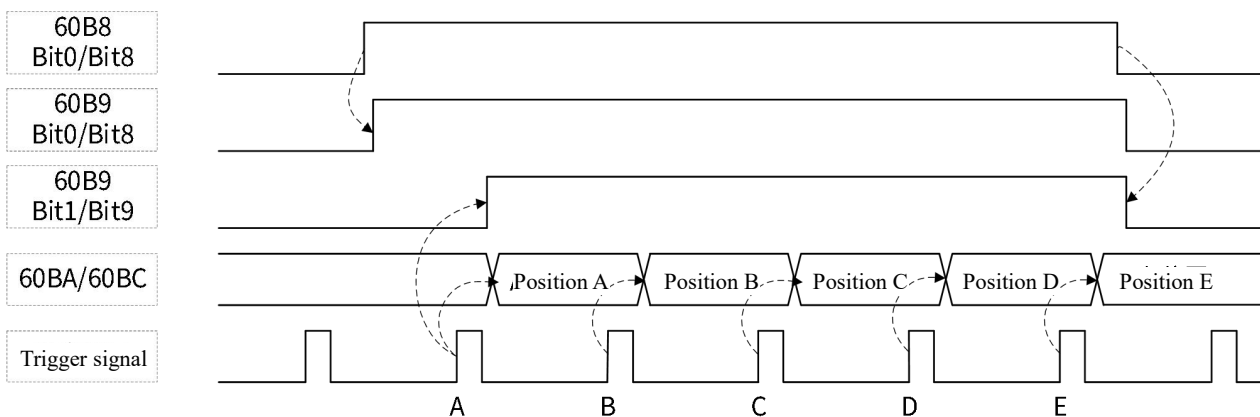 60B8
Bit0/Bit8
60B9
Bit0/Bit8
60B9
Bit1/Bit9
60BA/60BC
Position A
Position B
Position C
Position D
Position E
Trigger signal
A
B
C
D
E